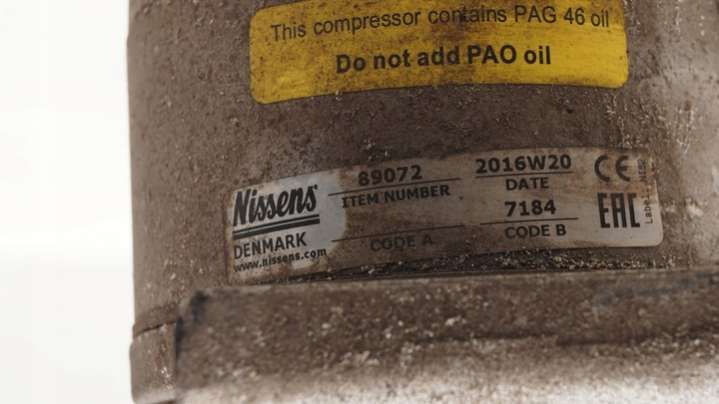 This compressor contains PAG 46 oil
Do not add PAO oil
Nissens
DENMARK
www.nissens.com
89072
ITEM NUMBER
CODE A
2016W20
DATE
7184
CODE B
CE
EAC